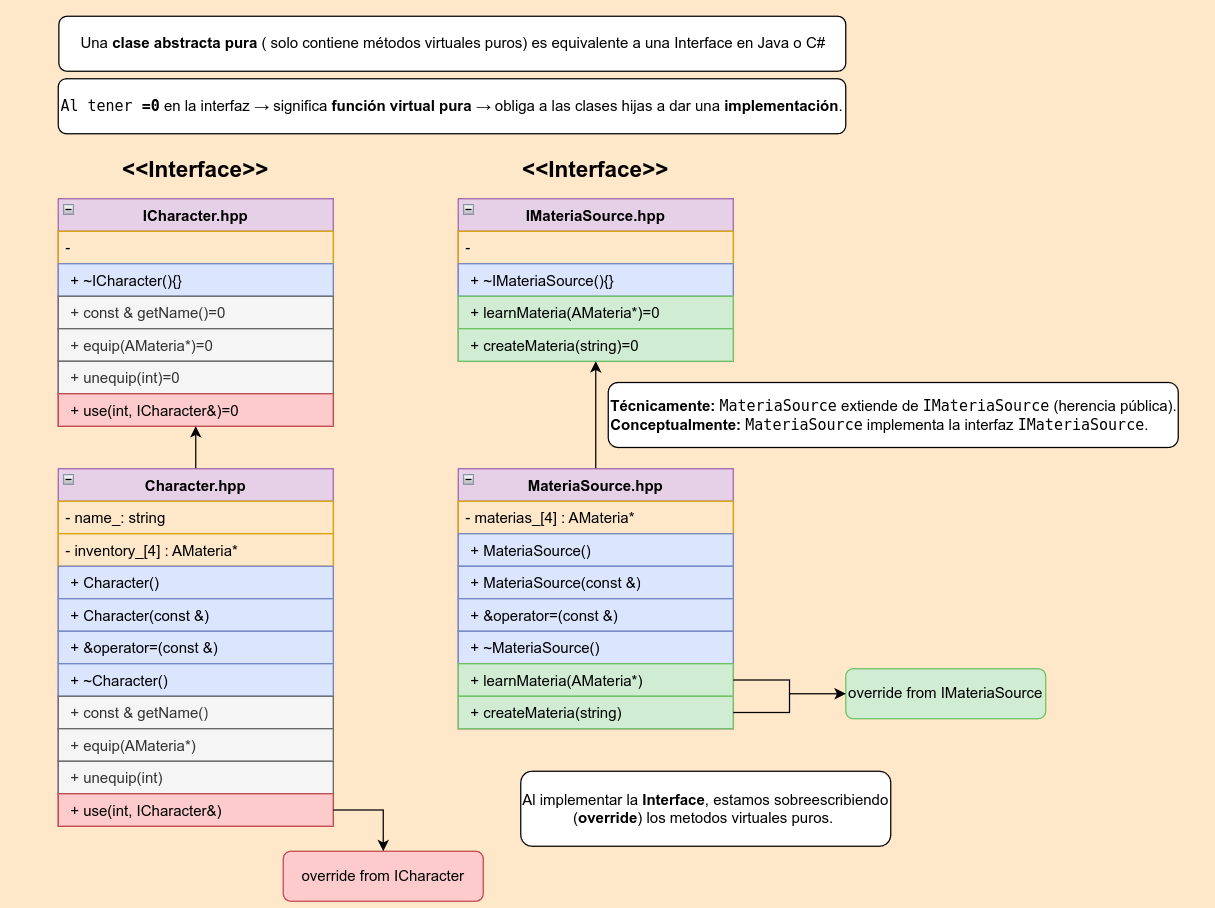 Una clase abstracta pura ( solo contiene métodos virtuales puros) es equivalente a una Interface en Java o C#
Al tener =0 en la interfaz → significa función virtual pura → obliga a las clases hijas a dar una implementación.
<<Interface>>
ICharacter.hpp
-
+ ~ICharacter(){}
+ const & getName()=0
+ equip(AMateria*)=0
+ unequip(int)=0
+ use(int, ICharacter&)=0
<<Interface>>
IMateriaSource.hpp
-
+ ~IMateriaSource(){}
+ learnMateria(AMateria*)=0
+ createMateria(string)=0
Técnicamente: MateriaSource extiende de IMateriaSource (herencia pública).
Conceptualmente: MateriaSource implementa la interfaz IMateriaSource.
Character.hpp
- name_: string
- inventory_[4] : AMateria*
+ Character()
+ Character(const &)
+ &operator=(const &)
+ ~Character()
+ const & getName()
+ equip(AMateria*)
+ unequip(int)
+ use(int, ICharacter&)
override from ICharacter
MateriaSource.hpp
- materias_[4] : AMateria*
+ MateriaSource()
+ MateriaSource(const &)
+ &operator=(const &)
+ ~MateriaSource()
+ learnMateria(AMateria*)
+ createMateria(string)
override from IMateriaSource
Al implementar la Interface, estamos sobreescribiendo
(override) los metodos virtuales puros.